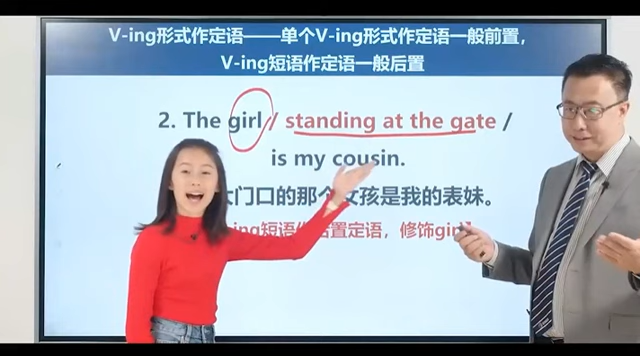 V-ing形式作定语——单个V-ing形式作定语一般前置，
V-ing短语作定语一般后置
2. The girl / standing at the gate /
is my cousin.
大门口的那个女孩是我的表妹。
ing短语作后置定语，修饰girl